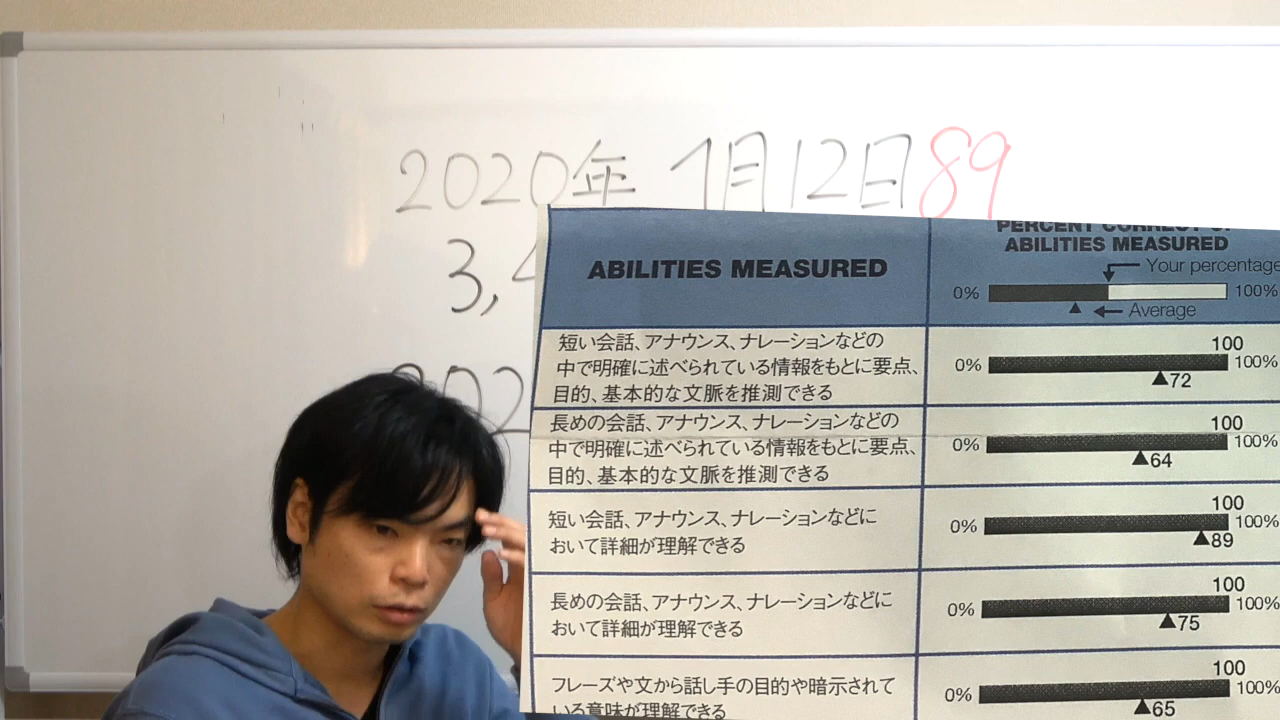 2020年 1月12日89
3,4
202
ABILITIES MEASURED
ABILITIES MEASURED
Your percentage
0% 100%
Average
短い会話、アナウンス、ナレーションなどの
中で明確に述べられている情報をもとに要点、
目的、基本的な文脈を推測できる
100
0% 100%
72
長めの会話、アナウンス、ナレーションなどの
中で明確に述べられている情報をもとに要点、
目的、基本的な文脈を推測できる
100
0% 100%
64
短い会話、アナウンス、ナレーションなどに
おいて詳細が理解できる
100
0% 100%
89
長めの会話、アナウンス、ナレーションなどに
おいて詳細が理解できる
100
0% 100%
75
フレーズや文から話し手の目的や暗示されて
いる意味が理解できる
100
0% 100%
65